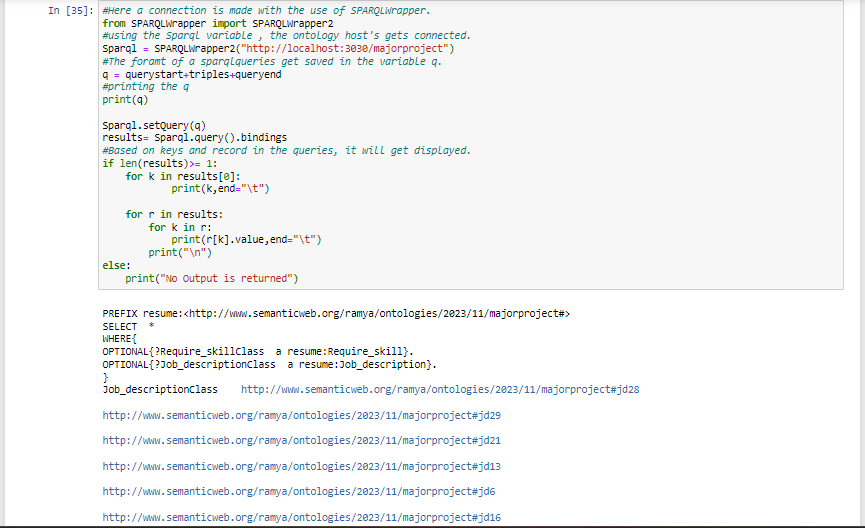 In [35]: #Here a connection is made with the use of SPARQLWrapper.
from SPARQLWrapper import SPARQLWrapper2
#using the Sparql variable , the ontology host's gets connected.
Sparql = SPARQLWrapper2("http://localhost:3030/majorproject")
#The foramt of a sparqlqueries get saved in the variable q.
q = querystart+triples+queryend
#printing the q
print(q)
Sparql.setQuery(q)
results= Sparql.query().bindings
#Based on keys and record in the queries, it will get displayed.
if len(results)>= 1:
    for k in results[0]:
            print(k,end="\t")
    for r in results:
        for k in r:
            print(r[k].value,end="\t")
        print("\n")
else:
    print("No Output is returned")
PREFIX resume:<http://www.semanticweb.org/ramya/ontologies/2023/11/majorproject#>
SELECT  *
WHERE{
OPTIONAL{?Require_skillClass  a resume:Require_skill}.
OPTIONAL{?Job_descriptionClass  a resume:Job_description}.
}
Job_descriptionClass    http://www.semanticweb.org/ramya/ontologies/2023/11/majorproject#jd28
http://www.semanticweb.org/ramya/ontologies/2023/11/majorproject#jd29
http://www.semanticweb.org/ramya/ontologies/2023/11/majorproject#jd21
http://www.semanticweb.org/ramya/ontologies/2023/11/majorproject#jd13
http://www.semanticweb.org/ramya/ontologies/2023/11/majorproject#jd6
http://www.semanticweb.org/ramya/ontologies/2023/11/majorproject#jd16